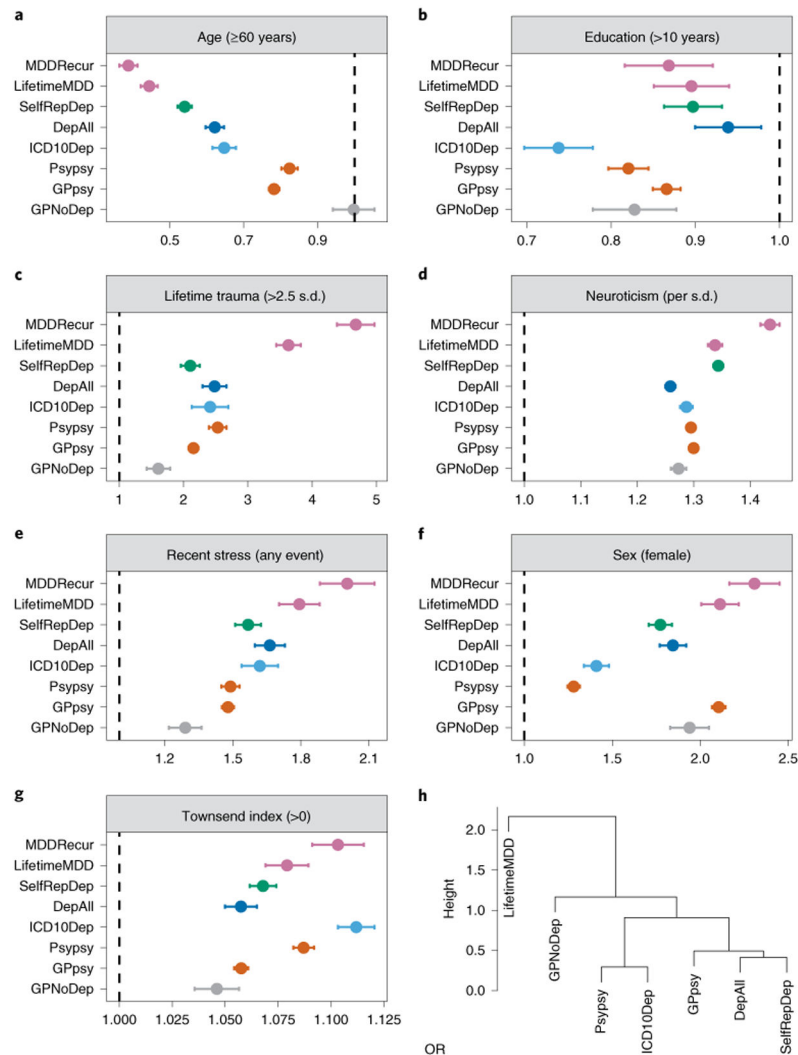 a
Age (≥60 years)
MDDRecur
LifetimeMDD
SelfRepDep
DepAll
ICD10Dep
Psypsy
GPpsy
GPNoDep
0.5 0.7 0.9
b
Education (>10 years)
MDDRecur
LifetimeMDD
SelfRepDep
DepAll
ICD10Dep
Psypsy
GPpsy
GPNoDep
0.7 0.8 0.9 1.0
c
Lifetime trauma (>2.5 s.d.)
MDDRecur
LifetimeMDD
SelfRepDep
DepAll
ICD10Dep
Psypsy
GPpsy
GPNoDep
1 2 3 4 5
d
Neuroticism (per s.d.)
MDDRecur
LifetimeMDD
SelfRepDep
DepAll
ICD10Dep
Psypsy
GPpsy
GPNoDep
1.0 1.1 1.2 1.3 1.4
e
Recent stress (any event)
MDDRecur
LifetimeMDD
SelfRepDep
DepAll
ICD10Dep
Psypsy
GPpsy
GPNoDep
1.2 1.5 1.8 2.1
f
Sex (female)
MDDRecur
LifetimeMDD
SelfRepDep
DepAll
ICD10Dep
Psypsy
GPpsy
GPNoDep
1.0 1.5 2.0 2.5
g
Townsend index (>0)
MDDRecur
LifetimeMDD
SelfRepDep
DepAll
ICD10Dep
Psypsy
GPpsy
GPNoDep
1.000 1.025 1.050 1.075 1.100 1.125
h
Height
2.0
1.5
1.0
0.5
0.0
LifetimeMDD
GPNoDep
Psypsy
ICD10Dep
GPpsy
DepAll
SelfRepDep
OR